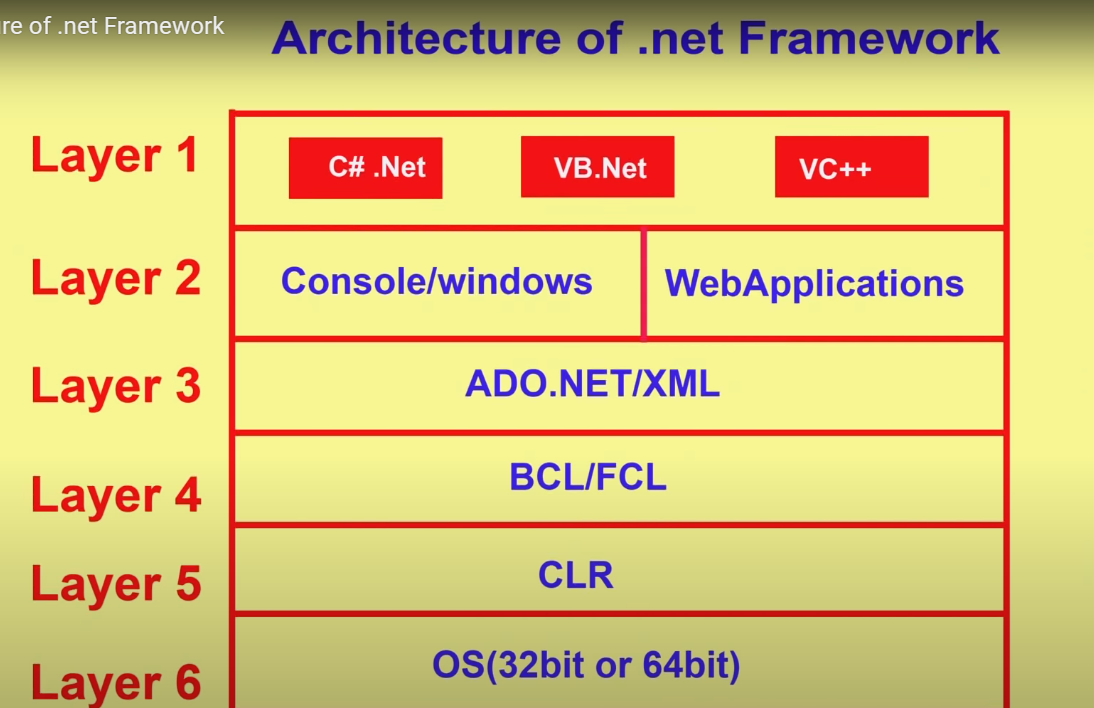 re of .net Framework
Architecture of .net Framework
Layer 1
C# .Net
VB.Net
VC++
Layer 2
Console/windows
WebApplications
Layer 3
ADO.NET/XML
Layer 4
BCL/FCL
Layer 5
CLR
Layer 6
OS(32bit or 64bit)